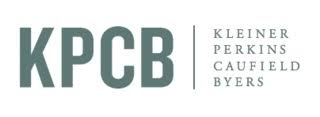 KPCB
KLEINER
PERKINS
CAUFIELD
BYERS